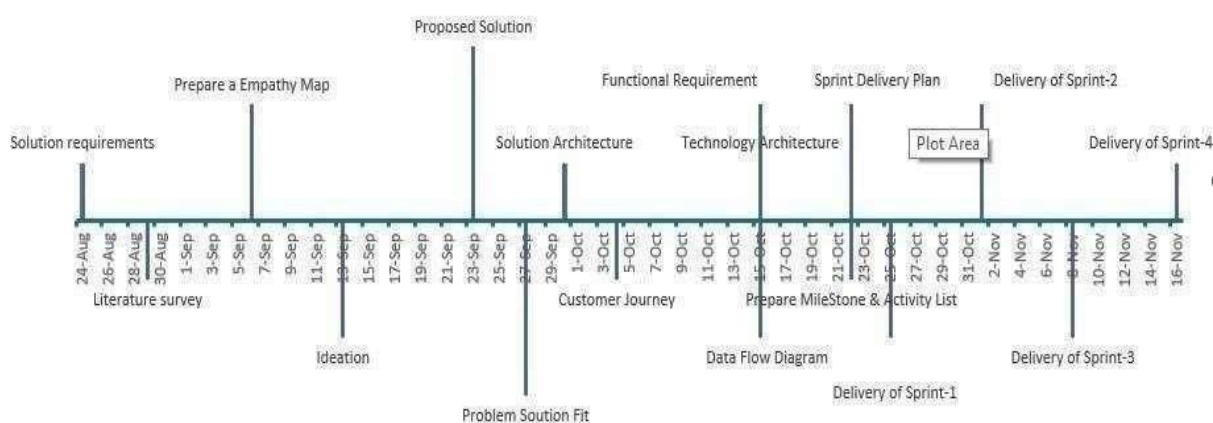 Proposed Solution
Prepare a Empathy Map
Functional Requirement
Sprint Delivery Plan
Delivery of Sprint-2
Solution requirements
Solution Architecture
Technology Architecture
Plot Area
Delivery of Sprint-4
24-Aug
26-Aug
28-Aug
30-Aug
1-Sep
3-Sep
5-Sep
7-Sep
9-Sep
11-Sep
13-Sep
15-Sep
17-Sep
19-Sep
21-Sep
23-Sep
25-Sep
27-Sep
29-Sep
1-Oct
3-Oct
5-Oct
7-Oct
9-Oct
11-Oct
13-Oct
15-Oct
17-Oct
19-Oct
21-Oct
23-Oct
25-Oct
27-Oct
29-Oct
31-Oct
2-Nov
4-Nov
6-Nov
8-Nov
10-Nov
12-Nov
14-Nov
16-Nov
Literature survey
Customer Journey
Prepare MileStone & Activity List
Ideation
Data Flow Diagram
Delivery of Sprint-3
Delivery of Sprint-1
Problem Soution Fit